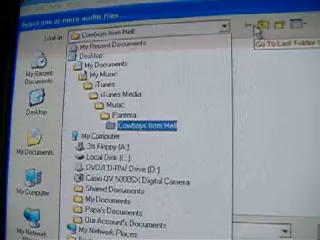 Select one or more audio files...
Look in:
Cowboys from Hell
My Recent Documents
Desktop
My Documents
My Music
iTunes
iTunes Media
Music
Pantera
Cowboys from Hell
My Computer
3½ Floppy (A:)
Local Disk (C:)
DVD/CD-RW Drive (D:)
Casio QV 5000SX Digital Camera
Shared Documents
My Documents
Papa's Documents
Our Account's Documents
My Network Places
Go To Last Folder
My Recent
Documents
Desktop
My Documents
My Computer
My Network